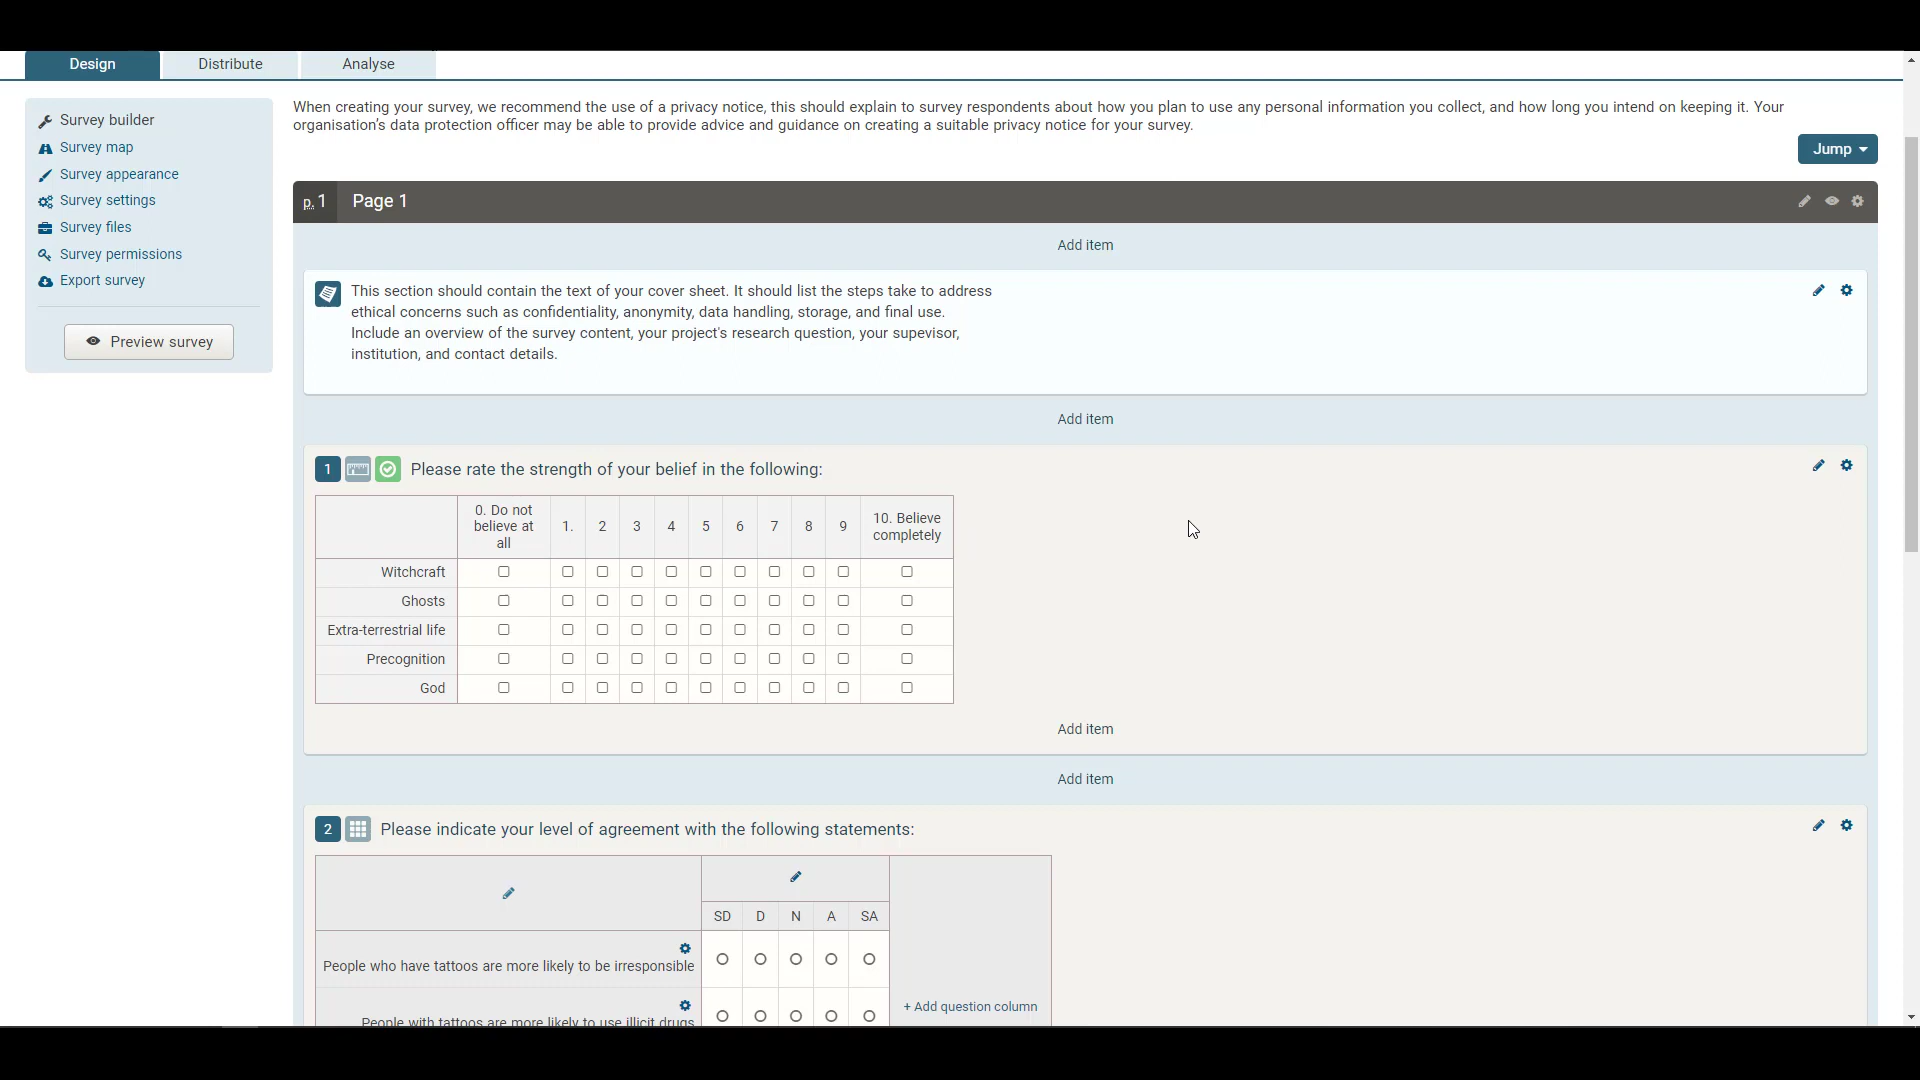 Design
Distribute
Analyse
Survey builder
Survey map
Survey appearance
Survey settings
Survey files
Survey permissions
Export survey
Preview survey
When creating your survey, we recommend the use of a privacy notice, this should explain to survey respondents about how you plan to use any personal information you collect, and how long you intend on keeping it. Your
organisation's data protection officer may be able to provide advice and guidance on creating a suitable privacy notice for your survey.
Jump
p.1 Page 1
Add item
This section should contain the text of your cover sheet. It should list the steps take to address
ethical concerns such as confidentiality, anonymity, data handling, storage, and final use.
Include an overview of the survey content, your project's research question, your supevisor,
institution, and contact details.
Add item
1 Please rate the strength of your belief in the following:
0. Do not
believe at
all
1. 2 3 4 5 6 7 8 9
10. Believe
completely
Witchcraft
Ghosts
Extra-terrestrial life
Precognition
God
Add item
Add item
2 Please indicate your level of agreement with the following statements:
SD D N A SA
People who have tattoos are more likely to be irresponsible
+ Add question column
People with tattoos are more likely to use illicit drugs